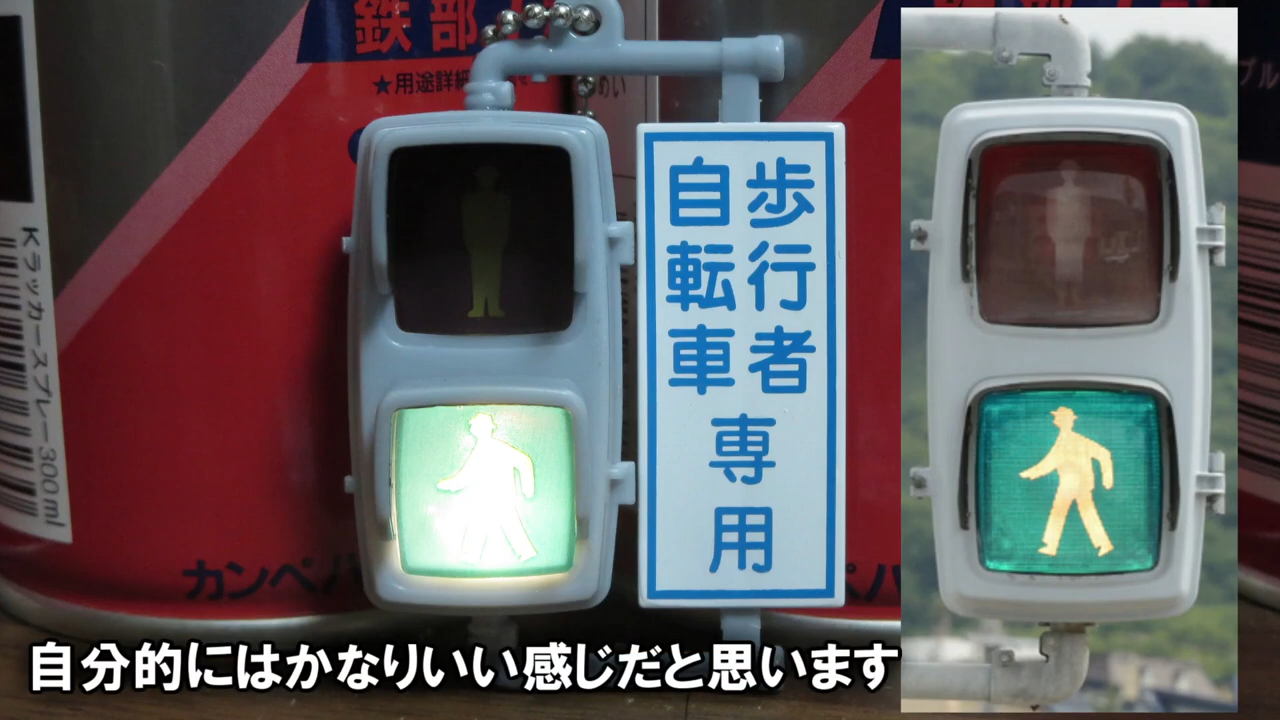 鉄部
★用途詳細
Kラッカースプレー300ml
歩行者
自転車
専用
カンペ
自分的にはかなりいい感じだと思います